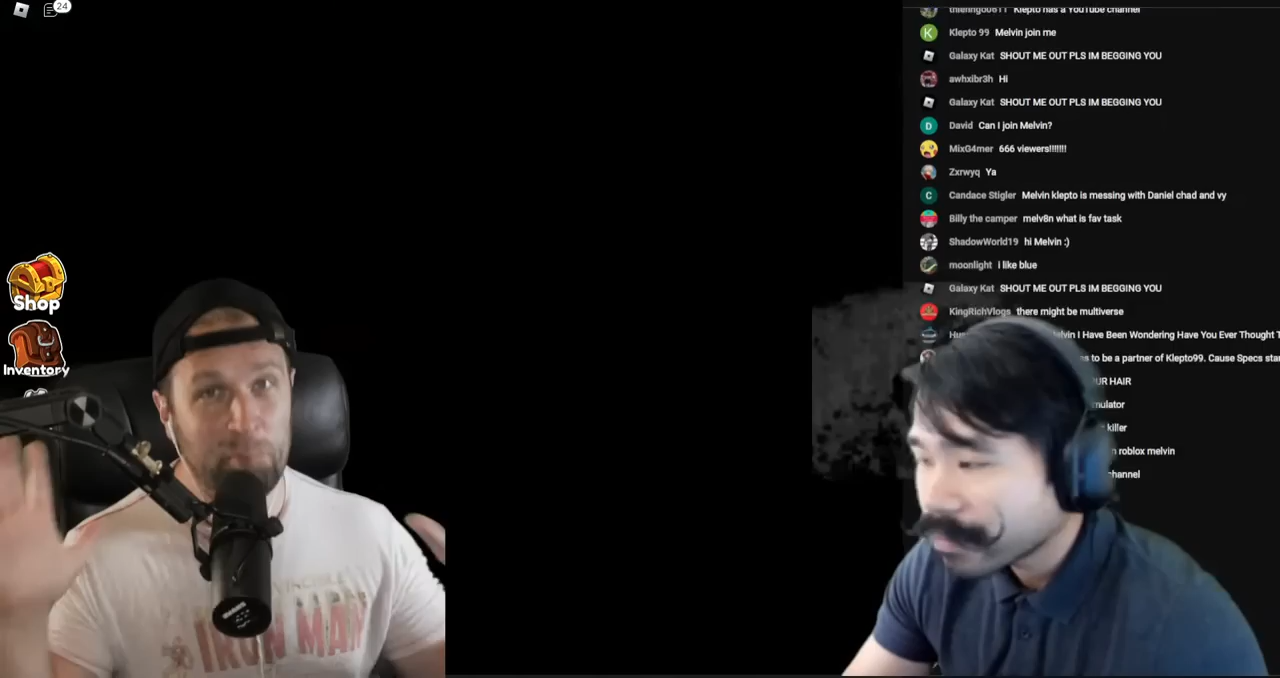 24
thienngo0611 Klepto has a YouTube channel
K Klepto 99 Melvin join me
Galaxy Kat SHOUT ME OUT PLS IM BEGGING YOU
awhxibr3h Hi
Galaxy Kat SHOUT ME OUT PLS IM BEGGING YOU
D David Can I join Melvin?
MixG4mer 666 viewers!!!!!!!
Zxrwyq Ya
C Candace Stigler Melvin klepto is messing with Daniel chad and vy
Billy the camper melv8n what is fav task
ShadowWorld19 hi Melvin :)
moonlight i like blue
Galaxy Kat SHOUT ME OUT PLS IM BEGGING YOU
KingRichVlogs there might be multiverse
I Have Been Wondering Have You Ever Thought
to be a partner of Klepto99. Cause Specs
HAIR
killer
roblox melvin
Shop
Inventory
IRON MAN